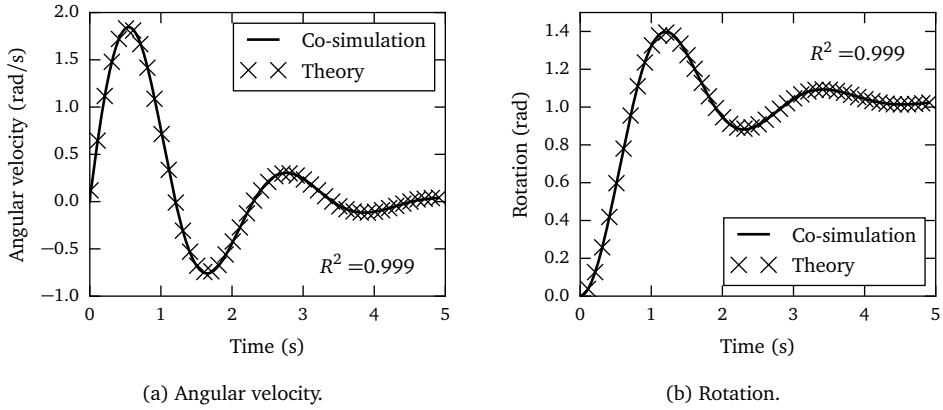 2.0
1.5
1.0
0.5
0.0
−0.5
−1.0
Angular velocity (rad/s)
Co-simulation
Theory
R² =0.999
0 1 2 3 4 5
Time (s)
(a) Angular velocity.
1.4
1.2
1.0
0.8
0.6
0.4
0.2
0.0
Rotation (rad)
R² =0.999
Co-simulation
Theory
0 1 2 3 4 5
Time (s)
(b) Rotation.